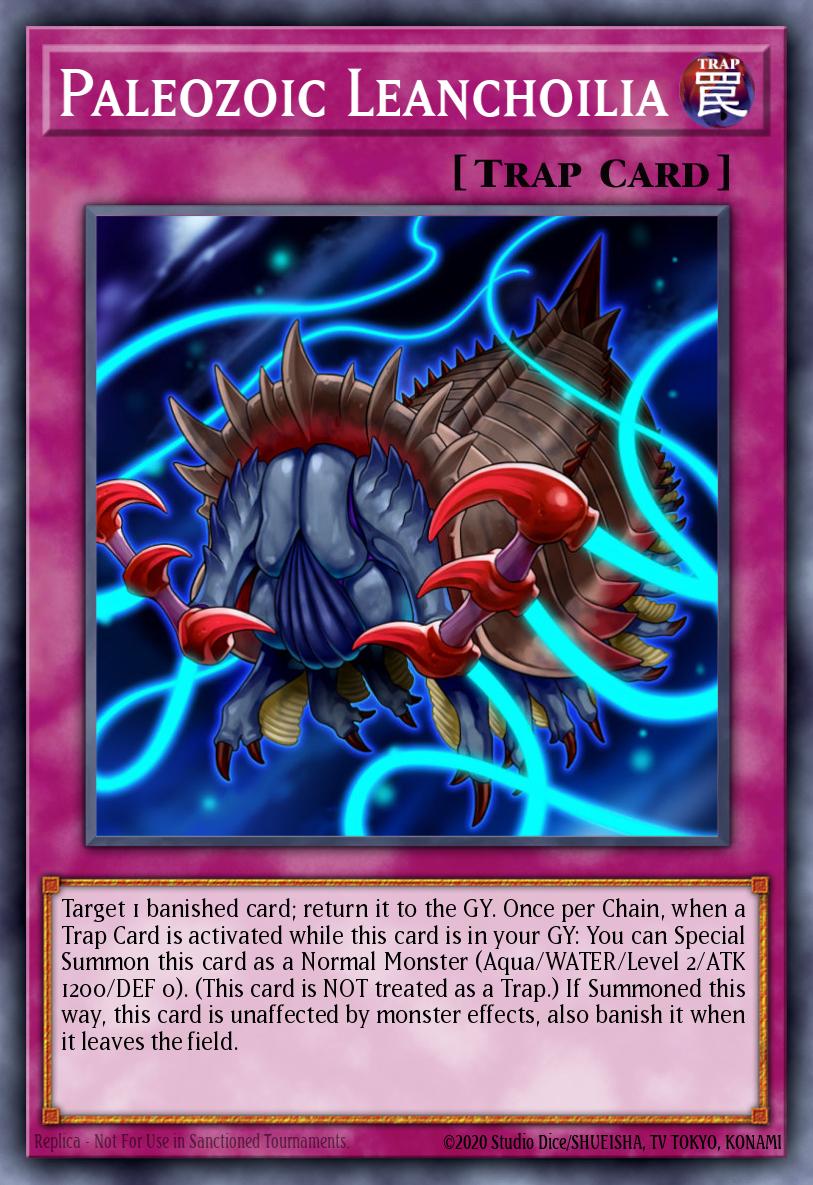 Paleozoic Leanchoilia
TRAP
罠
[Trap Card]
Target 1 banished card; return it to the GY. Once per Chain, when a
Trap Card is activated while this card is in your GY: You can Special
Summon this card as a Normal Monster (Aqua/WATER/Level 2/ATK
1200/DEF 0). (This card is NOT treated as a Trap.) If Summoned this
way, this card is unaffected by monster effects, also banish it when
it leaves the field.
Replica - Not For Use in Sanctioned Tournaments.
©2020 Studio Dice/SHUEISHA, TV TOKYO, KONAMI